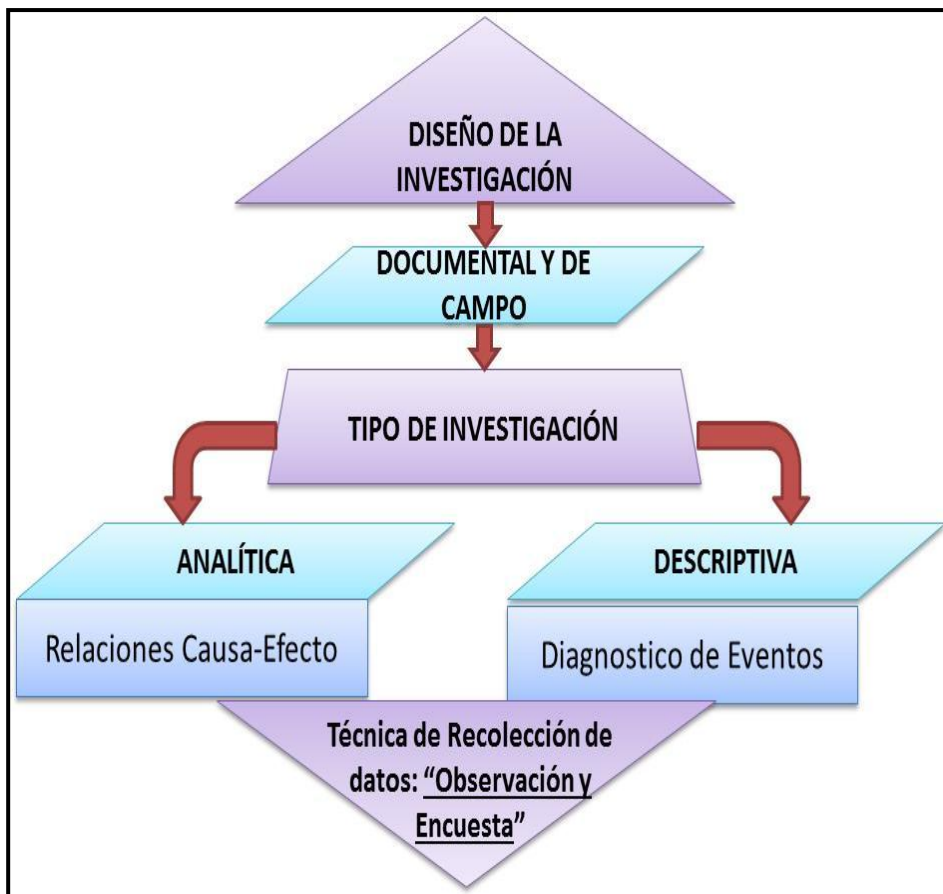 DISEÑO DE LA
INVESTIGACIÓN
DOCUMENTAL Y DE
CAMPO
TIPO DE INVESTIGACIÓN
ANALÍTICA
Relaciones Causa-Efecto
DESCRIPTIVA
Diagnostico de Eventos
Técnica de Recolección de
datos: “Observación y
Encuesta”